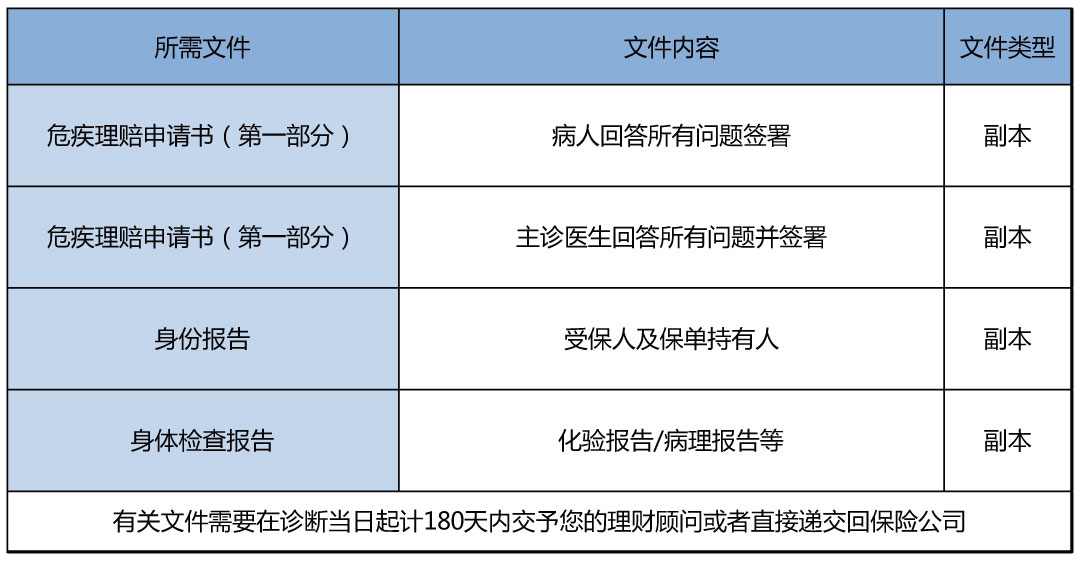 所需文件 文件内容 文件类型
危疾理赔申请书（第一部分） 病人回答所有问题签署 副本
危疾理赔申请书（第一部分） 主诊医生回答所有问题并签署 副本
身份报告 受保人及保单持有人 副本
身体检查报告 化验报告/病理报告等 副本
有关文件需要在诊断当日起计180天内交予您的理财顾问或者直接递交回保险公司